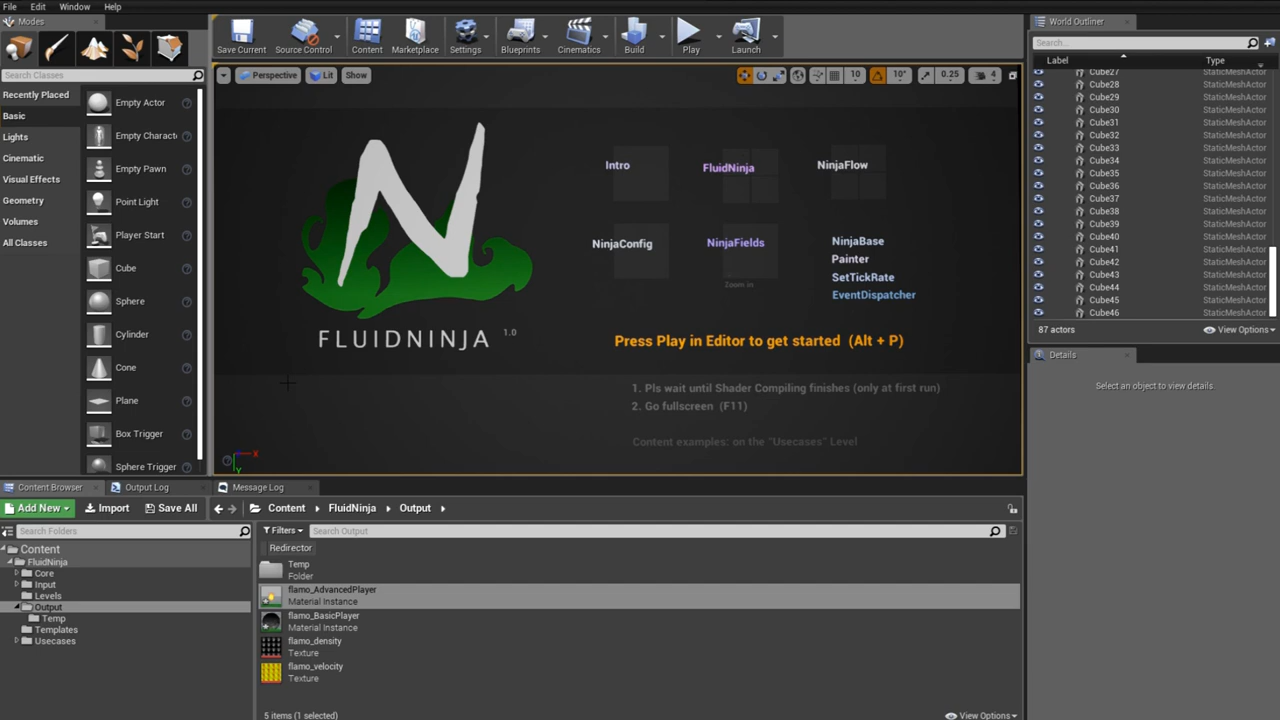 File Edit Window Help
Modes
World Outliner
Save Current Source Control Content Marketplace Settings Blueprints Cinematics Build Play Launch
Search...
Label Type
Search Classes
Perspective Lit Show 10 10° 0.25 4
Recently Placed
Basic
Lights
Cinematic
Visual Effects
Geometry
Volumes
All Classes
Empty Actor
Empty Charact
Empty Pawn
Point Light
Player Start
Cube
Sphere
Cylinder
Cone
Plane
Box Trigger
Sphere Trigger
Intro FluidNinja NinjaFlow
NinjaConfig NinjaFields NinjaBase
Painter
SetTickRate
EventDispatcher
Zoom in
N
FLUIDNINJA 1.0
Press Play in Editor to get started (Alt + P)
1. Pls wait until Shader Compiling finishes (only at first run)
2. Go fullscreen (F11)
Content examples: on the "Usecases" Level
X
Y
Cube27 StaticMeshActor
Cube28 StaticMeshActor
Cube29 StaticMeshActor
Cube30 StaticMeshActor
Cube31 StaticMeshActor
Cube32 StaticMeshActor
Cube33 StaticMeshActor
Cube34 StaticMeshActor
Cube35 StaticMeshActor
Cube36 StaticMeshActor
Cube37 StaticMeshActor
Cube38 StaticMeshActor
Cube39 StaticMeshActor
Cube40 StaticMeshActor
Cube41 StaticMeshActor
Cube42 StaticMeshActor
Cube43 StaticMeshActor
Cube44 StaticMeshActor
Cube45 StaticMeshActor
Cube46 StaticMeshActor
87 actors View Options
Details
Select an object to view details.
Content Browser Output Log Message Log
Add New Import Save All Content FluidNinja Output
Search Folders
Filters Search Output
Redirector
Content
FluidNinja
Core
Input
Levels
Output
Temp
Templates
Usecases
Temp
Folder
flamo_AdvancedPlayer
Material Instance
flamo_BasicPlayer
Material Instance
flamo_density
Texture
flamo_velocity
Texture
5 items (1 selected) View Options